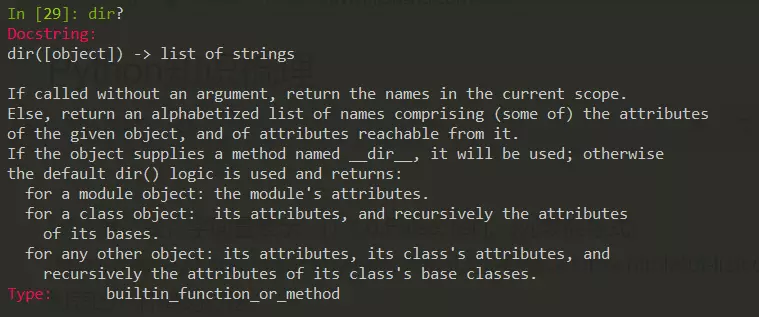 In [29]: dir?
Docstring:
dir([object]) -> list of strings

If called without an argument, return the names in the current scope.
Else, return an alphabetized list of names comprising (some of) the attributes
of the given object, and of attributes reachable from it.
If the object supplies a method named __dir__, it will be used; otherwise
the default dir() logic is used and returns:
  for a module object: the module's attributes.
  for a class object:  its attributes, and recursively the attributes
    of its bases.
  for any other object: its attributes, its class's attributes, and
    recursively the attributes of its class's base classes.
Type:      builtin_function_or_method